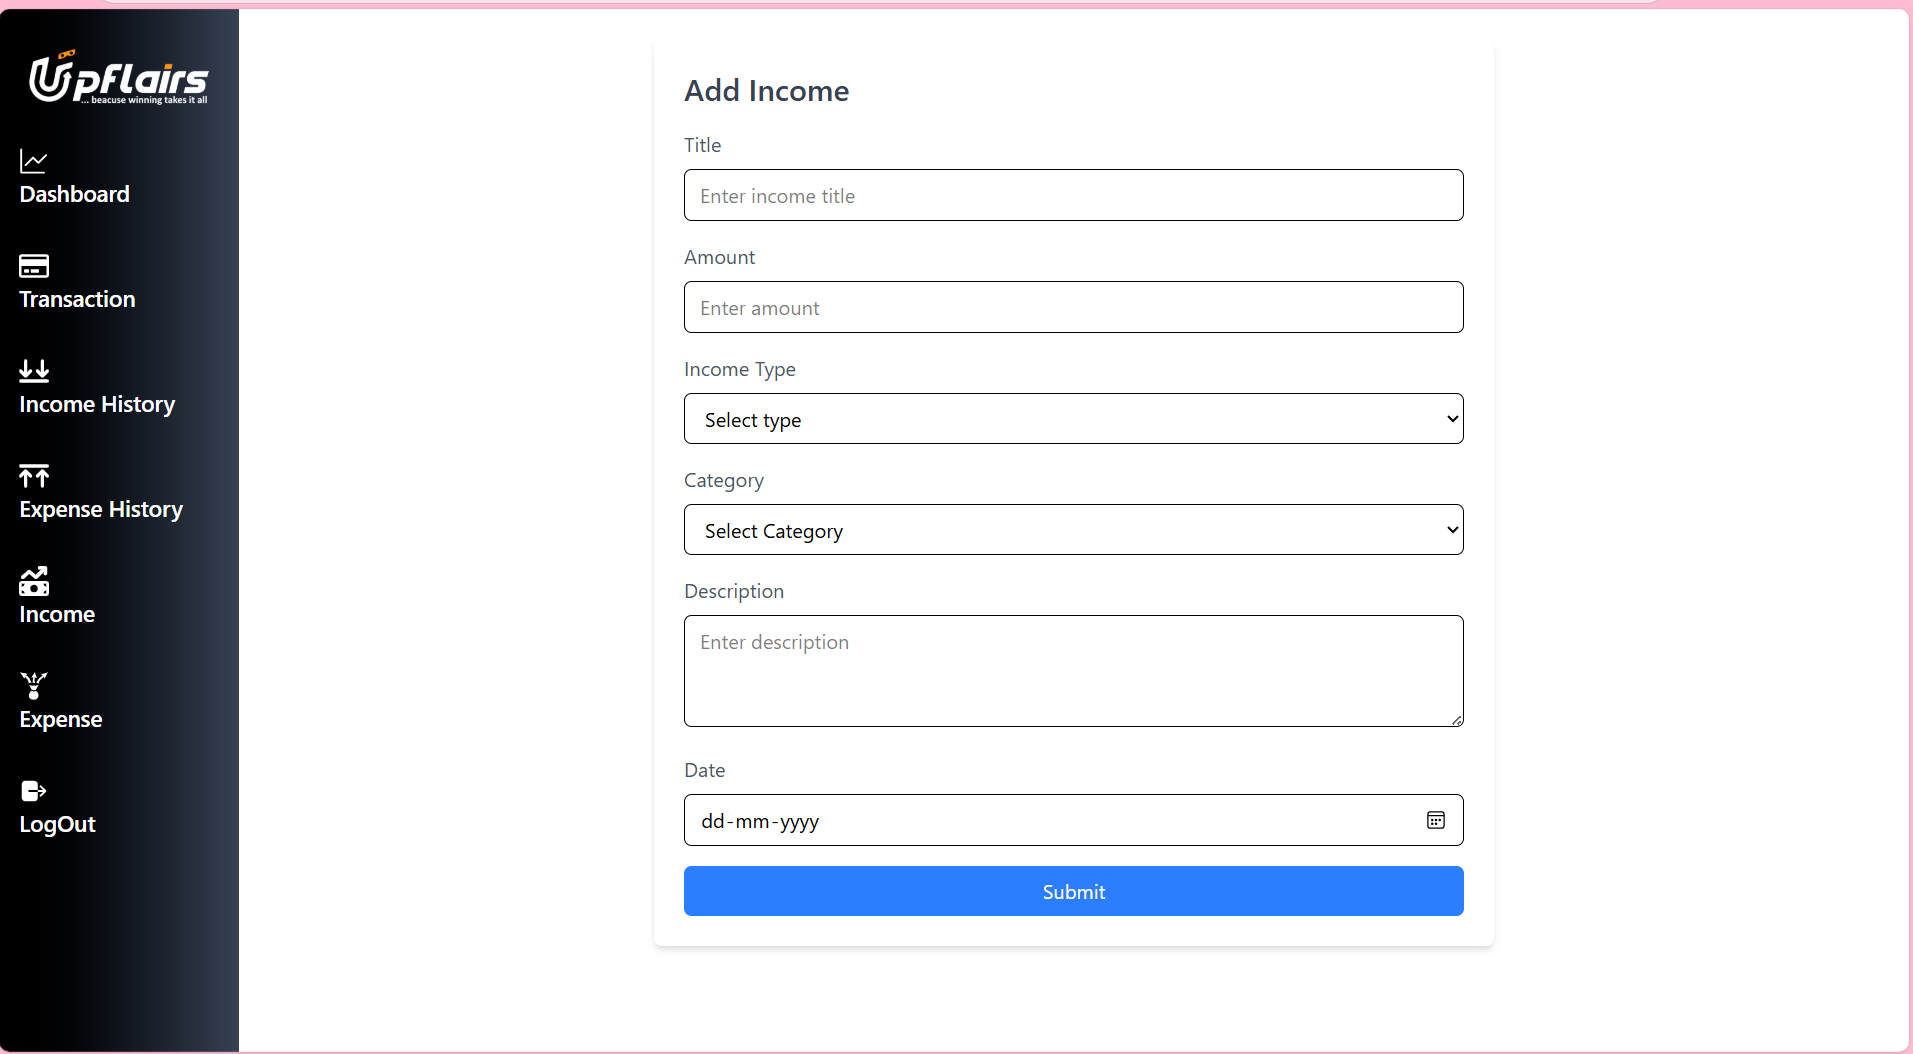 Upflairs
... beacuse winning takes it all
Dashboard
Transaction
Income History
Expense History
Income
Expense
LogOut
Add Income
Title
Enter income title
Amount
Enter amount
Income Type
Select type
Category
Select Category
Description
Enter description
Date
dd-mm-yyyy
Submit